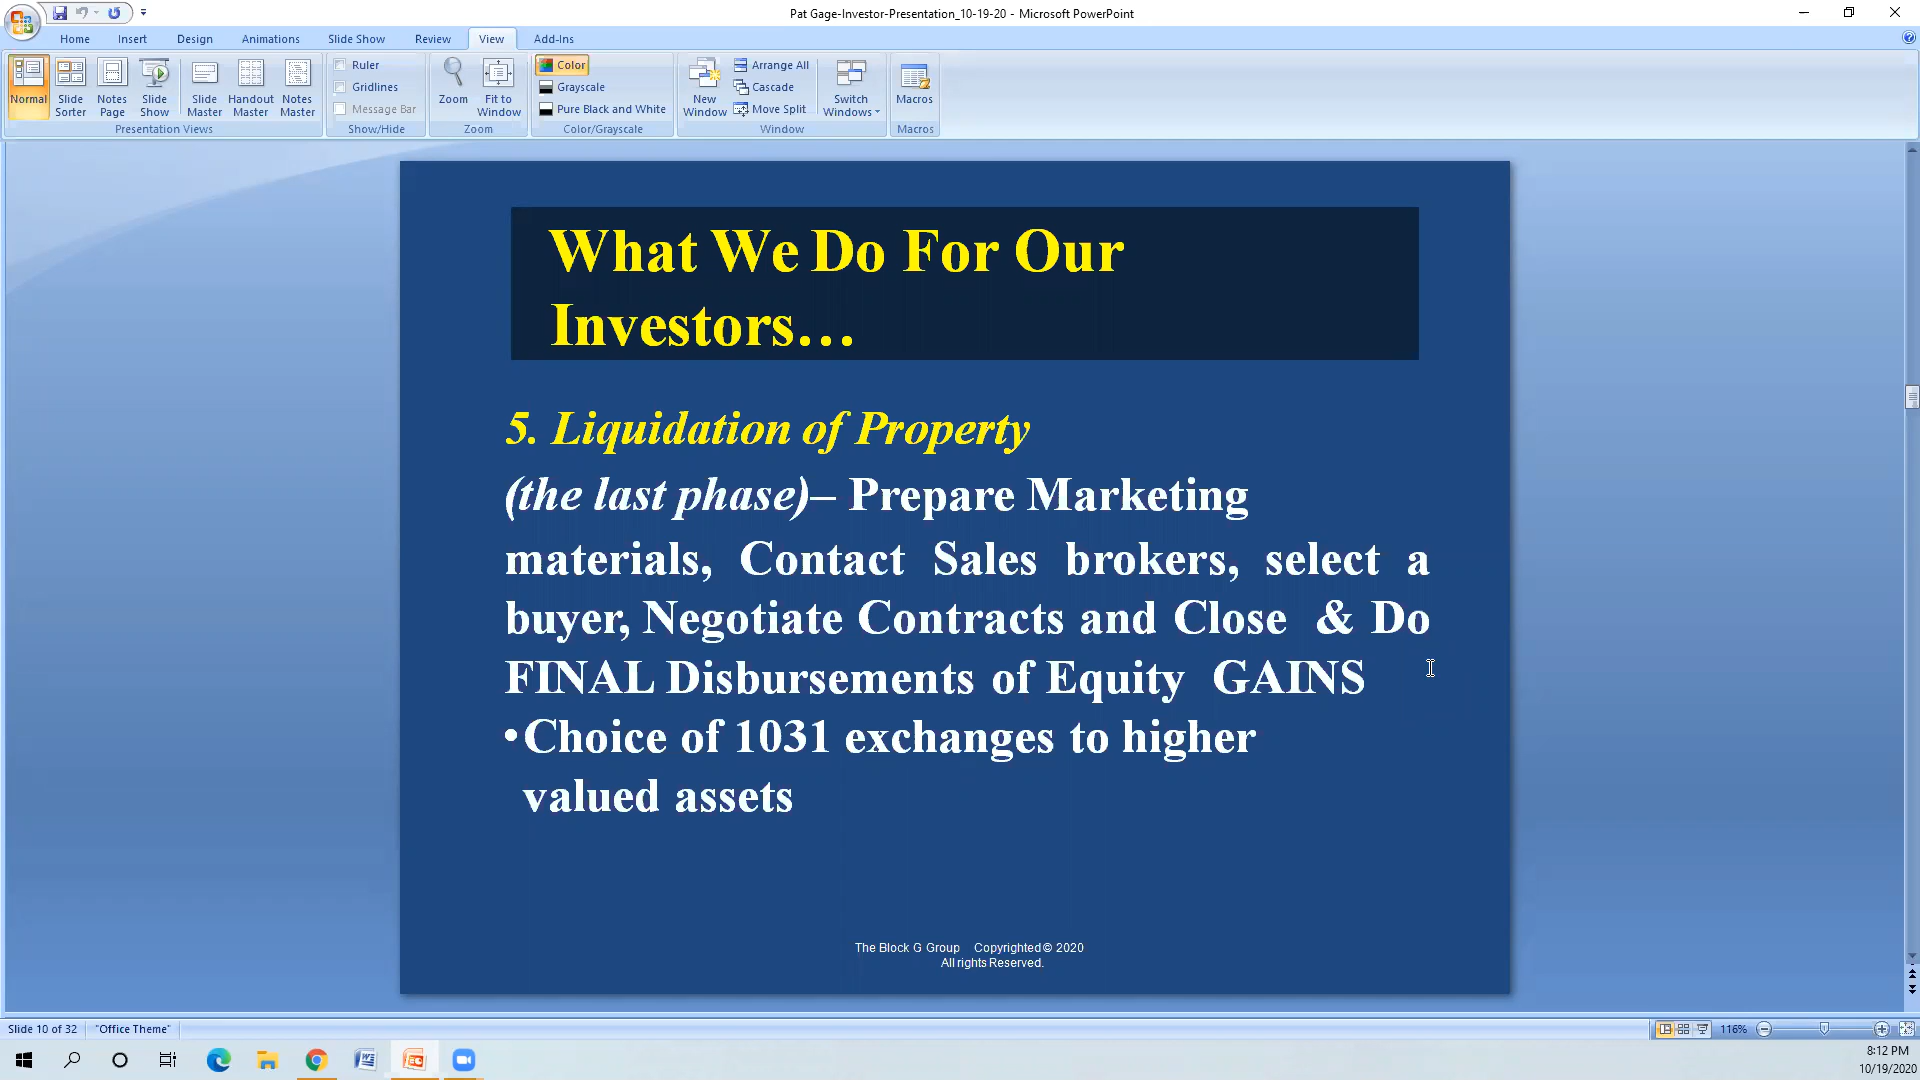 Pat Gage-Investor-Presentation_10-19-20 - Microsoft PowerPoint
Home Insert Design Animations Slide Show Review View Add-Ins
Normal
Slide Sorter
Notes Page
Slide Show
Slide Master
Handout Master
Notes Master
Presentation Views
Ruler
Gridlines
Message Bar
Show/Hide
Zoom
Fit to Window
Zoom
Color
Grayscale
Pure Black and White
Color/Grayscale
New Window
Arrange All
Cascade
Move Split
Switch Windows
Window
Macros
Macros
What We Do For Our
Investors…
5. Liquidation of Property
(the last phase)– Prepare Marketing
materials, Contact Sales brokers, select a
buyer, Negotiate Contracts and Close & Do
FINAL Disbursements of Equity GAINS
•Choice of 1031 exchanges to higher
valued assets
The Block G Group Copyrighted © 2020
All rights Reserved.
Slide 10 of 32 "Office Theme" 116%
8:12 PM
10/19/2020